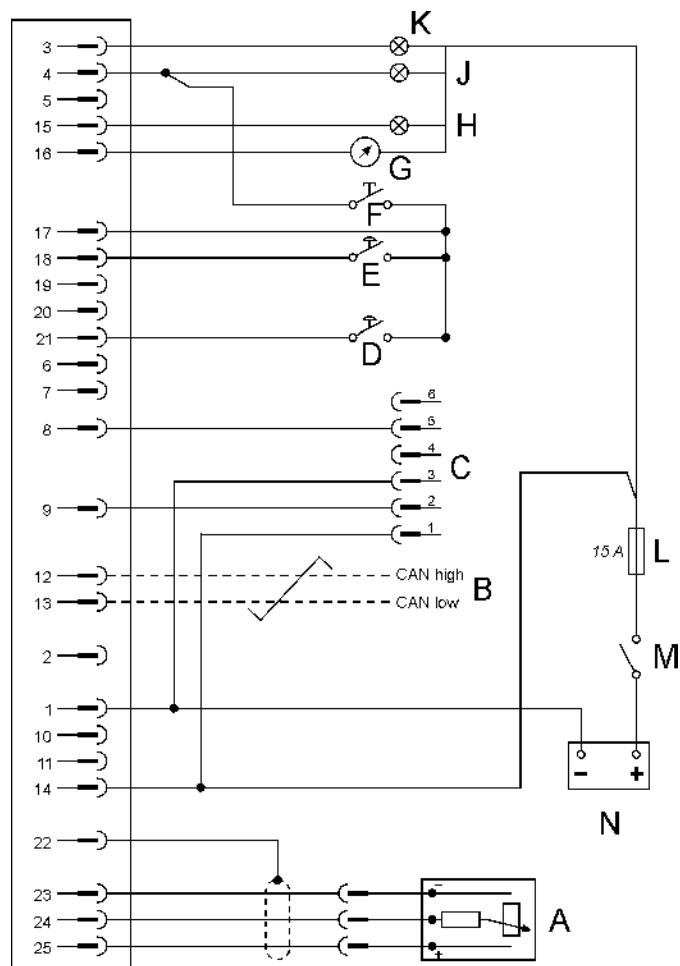 3 K
4 J
5
15 H
16 G
F
17
18 E
19
20
21 D
6
7
6
8 5
4 C
3
9 2
1
15 A L
12 CAN high B
13 CAN low
2 M
1
10
11 - +
14
N
22
23 −
24 A
25 +